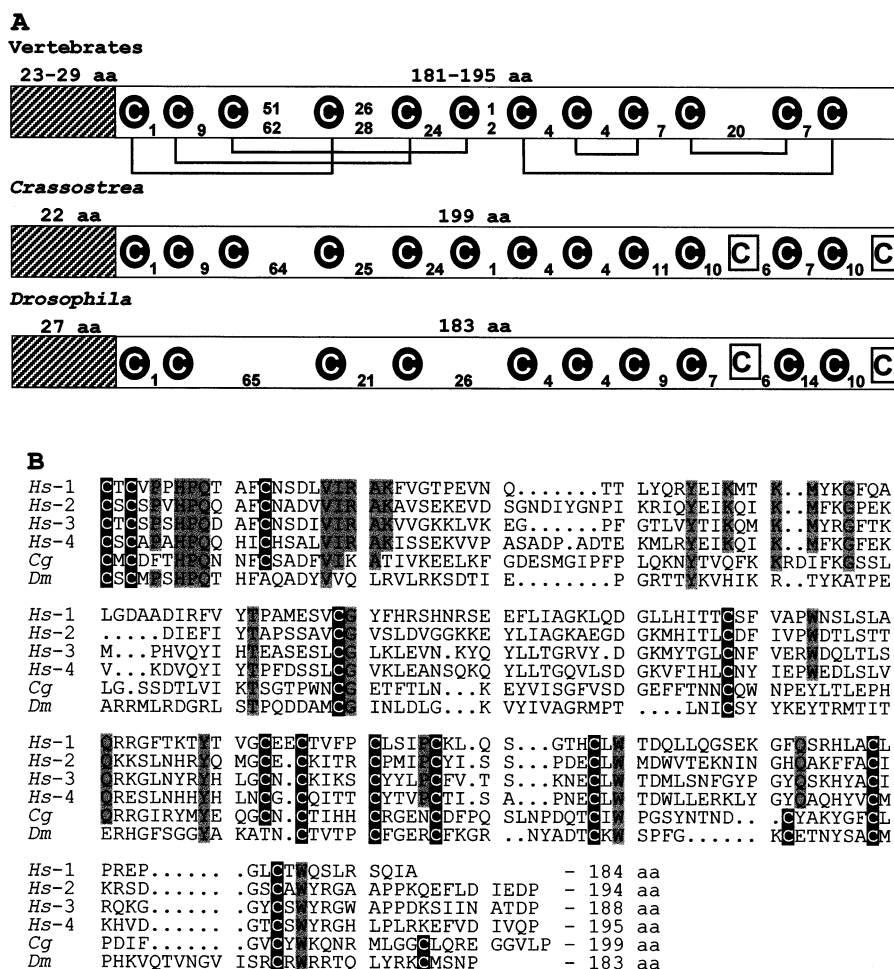 A
Vertebrates
23-29 aa 181-195 aa
C 1 C 9 C 51 62 C 26 28 C 24 C 1 2 C 4 C 4 C 7 C 20 C 7 C
Crassostrea
22 aa 199 aa
C 1 C 9 C 64 C 25 C 24 C 1 C 4 C 4 C 11 C 10 C 6 C 7 C 10 C
Drosophila
27 aa 183 aa
C 1 C 65 C 21 C 26 C 4 C 4 C 9 C 7 C 6 C 14 C 10 C
B
Hs-1 CTCVPPHPQT AFCNSDLVIR AKFVGTPEVN Q.......TT LYQRYEIKMT K..MYKGFQA
Hs-2 CSCSPVHPQQ AFCNADVVIR AKAVSEKEVD SGNDIYGNPI KRIQYEIKQI K..MFKGPEK
Hs-3 CTCSPSHPQD AFCNSDIVIR AKVVGKKLVK EG......PF GTLVYTIKQM K..MYRGFTK
Hs-4 CSCAPAHPQQ HICHSALVIR AKISSEKVVP ASADP.ADTE KMLRYEIKQI K..MFKGFEK
Cg CMCDFTHPQN NFCSADFVIK ATIVKEELKF GDESMGIPFP LQKNYTVQFK KRDIFKGSSL
Dm CSCMPSHPQT HFAQADYVVQ LRVLRKSDTI E.......... PGRTTYKVHIK R..TYKATPE
Hs-1 LGDAADIRFV YTPAMESVCG YFHRSHNRSE EFLIAGKLQD GLLHITTCSF VAPWNSLSLA
Hs-2 .....DIEFI YTAPSSAVCG VSLDVGGKKE YLIAGKAEGD GKMHITLCDF IVPWDTLSTT
Hs-3 M...PHVQYI HTEASESLCG LKLEVN.KYQ YLLTGRVY.D GKMYTGLCNF VERWDQLTLS
Hs-4 V...KDVQYI YTPFDSSLCG VKLEANSQKQ YLLTGQVLSD GKVFIHLCNY IEPWEDLSLV
Cg LG.SSDTLVI KTSGTPWNCG ETFTLN...K EYVISGFVSD GEFFTNNCQW NPEYLTLEPH
Dm ARRMLRDGRL STPQDDAMCG INLDLG...K VYIVAGRMPT ....LNICSY YKEYTRMTIT
Hs-1 QRRGFTKTYT VGCEECTVFP CLSIPCKL.Q S...GTHCLW TDQLLQGSEK GFQSRHLACL
Hs-2 QKKSLNHRYQ MGCE.CKITR CPMIPCYI.S S...PDECLW MDWVTEKNIN GHQAKFFACI
Hs-3 QRKGLNYRYH LGCN.CKIKS CYYLPCFV.T S...KNECLW TDMLSNFGYP GYQSKHYACI
Hs-4 QRESLNHHYH LNCG.CQITT CYTVPCTI.S A...PNECLW TDWLLERKLY GYQAQHYVCM
Cg QRRGIRYMYE QGCN.CTIHH CRGENCDFPQ SLNPDQTCIW PGSYNTND.. CYAKYGFCL
Dm ERHGFSGGYA KATN.CTVTP CFGERCFKGR ..NYADTCKW SPFG......C KETNYSACM
Hs-1 PREP...... GLCTWQSLR SQIA – 184 aa
Hs-2 KRSD...... GSCAWYRGA APPKQEFLD IEDP – 194 aa
Hs-3 RQKG...... GYCSWYRGW APPDKSIIN ATDP – 188 aa
Hs-4 KHVD...... GTCSWYRGH LPLRKEFVD IVQP – 195 aa
Cg PDIF...... GVCYWKQNR MLGGCLQRE GGVLP – 199 aa
Dm PHKVQTVNGV ISRCRWRRTQ LYRKCMSNP – 183 aa